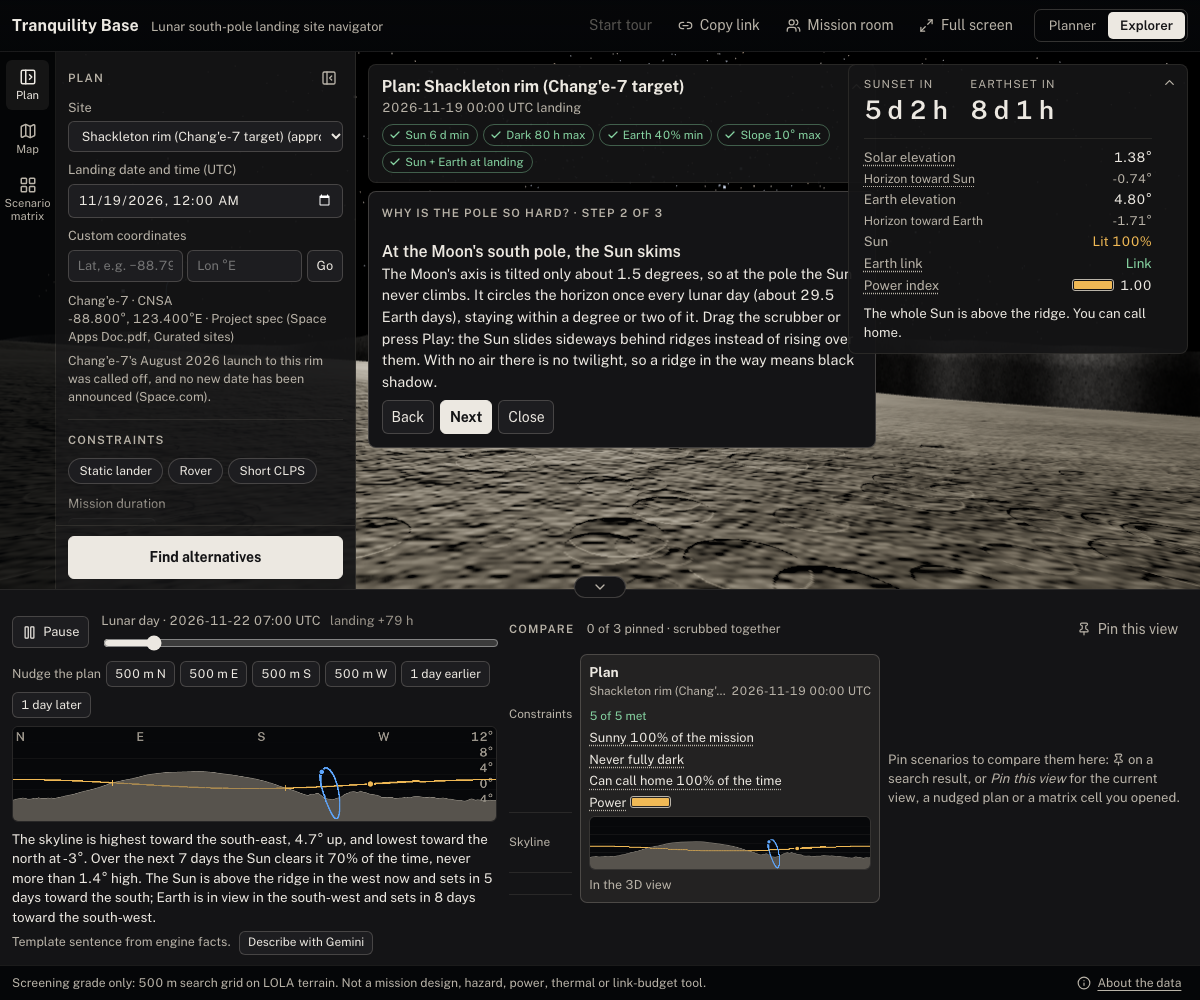 Tranquility Base
Lunar south-pole landing site navigator
Start tour
Copy link
Mission room
Full screen
Planner
Explorer
Plan
Map
Scenario
matrix
PLAN
Site
Shackleton rim (Chang'e-7 target) (appro
Landing date and time (UTC)
11/19/2026, 12:00 AM
Custom coordinates
Lat, e.g. −88.79
Lon °E
Go
Chang'e-7 · CNSA
-88.800°, 123.400°E · Project spec (Space
Apps Doc.pdf, Curated sites)
Chang'e-7's August 2026 launch to this rim
was called off, and no new date has been
announced (Space.com).
CONSTRAINTS
Static lander
Rover
Short CLPS
Mission duration
Find alternatives
Plan: Shackleton rim (Chang'e-7 target)
2026-11-19 00:00 UTC landing
Sun 6 d min
Dark 80 h max
Earth 40% min
Slope 10° max
Sun + Earth at landing
WHY IS THE POLE SO HARD? · STEP 2 OF 3
At the Moon's south pole, the Sun skims
The Moon's axis is tilted only about 1.5 degrees, so at the pole the Sun
never climbs. It circles the horizon once every lunar day (about 29.5
Earth days), staying within a degree or two of it. Drag the scrubber or
press Play: the Sun slides sideways behind ridges instead of rising over
them. With no air there is no twilight, so a ridge in the way means black
shadow.
Back
Next
Close
SUNSET IN
EARTHSET IN
5 d 2 h
8 d 1 h
Solar elevation 1.38°
Horizon toward Sun -0.74°
Earth elevation 4.80°
Horizon toward Earth -1.71°
Sun Lit 100%
Earth link Link
Power index 1.00
The whole Sun is above the ridge. You can call
home.
Pause
Lunar day · 2026-11-22 07:00 UTC landing +79 h
Nudge the plan
500 m N
500 m E
500 m S
500 m W
1 day earlier
1 day later
N E S W 12°
8°
4°
0°
-4°
The skyline is highest toward the south-east, 4.7° up, and lowest toward the
north at -3°. Over the next 7 days the Sun clears it 70% of the time, never
more than 1.4° high. The Sun is above the ridge in the west now and sets in 5
days toward the south; Earth is in view in the south-west and sets in 8 days
toward the south-west.
Template sentence from engine facts.
Describe with Gemini
COMPARE 0 of 3 pinned · scrubbed together
Pin this view
Constraints
Skyline
Plan
Shackleton rim (Chang'... 2026-11-19 00:00 UTC
5 of 5 met
Sunny 100% of the mission
Never fully dark
Can call home 100% of the time
Power
In the 3D view
Pin scenarios to compare them here: on a
search result, or Pin this view for the current
view, a nudged plan or a matrix cell you opened.
Screening grade only: 500 m search grid on LOLA terrain. Not a mission design, hazard, power, thermal or link-budget tool.
About the data